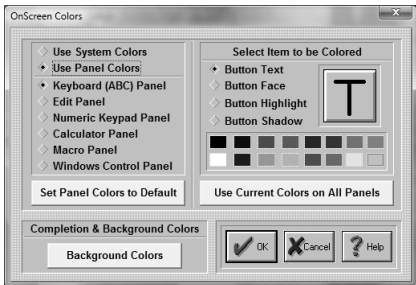 OnScreen Colors
Use System Colors
Use Panel Colors
Keyboard (ABC) Panel
Edit Panel
Numeric Keypad Panel
Calculator Panel
Macro Panel
Windows Control Panel
Set Panel Colors to Default
Select Item to be Colored
Button Text
Button Face
Button Highlight
Button Shadow
T
Use Current Colors on All Panels
Completion & Background Colors
Background Colors
OK
Cancel
Help